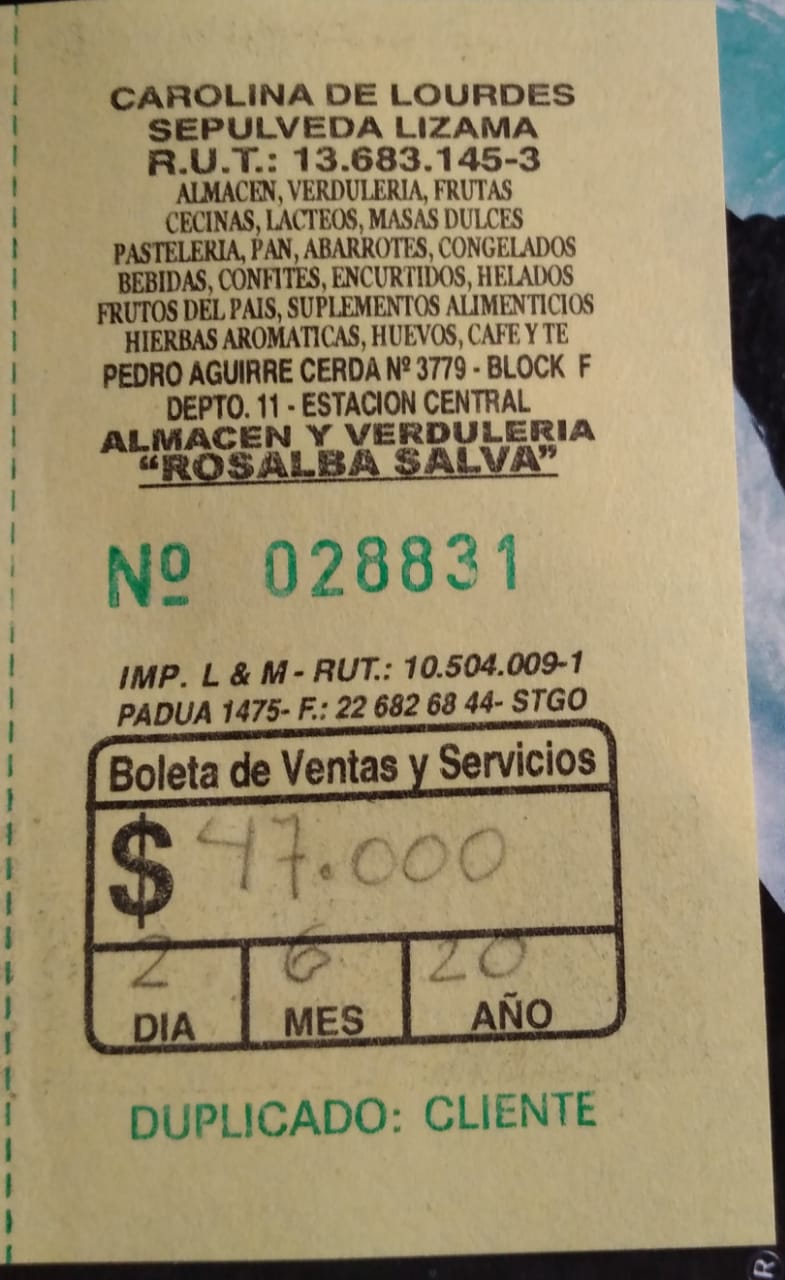 CAROLINA DE LOURDES
SEPULVEDA LIZAMA
R.U.T.: 13.683.145-3
ALMACEN, VERDULERIA, FRUTAS
CECINAS, LACTEOS, MASAS DULCES
PASTELERIA, PAN, ABARROTES, CONGELADOS
BEBIDAS, CONFITES, ENCURTIDOS, HELADOS
FRUTOS DEL PAIS, SUPLEMENTOS ALIMENTICIOS
HIERBAS AROMATICAS, HUEVOS, CAFE Y TE
PEDRO AGUIRRE CERDA Nº 3779 - BLOCK F
DEPTO. 11 - ESTACION CENTRAL
ALMACEN Y VERDULERIA
“ROSALBA SALVA”
Nº 028831
IMP. L & M - RUT.: 10.504.009-1
PADUA 1475- F.: 22 682 68 44- STGO
Boleta de Ventas y Servicios
$ 47.000
2 6 20
DIA MES AÑO
DUPLICADO: CLIENTE
®